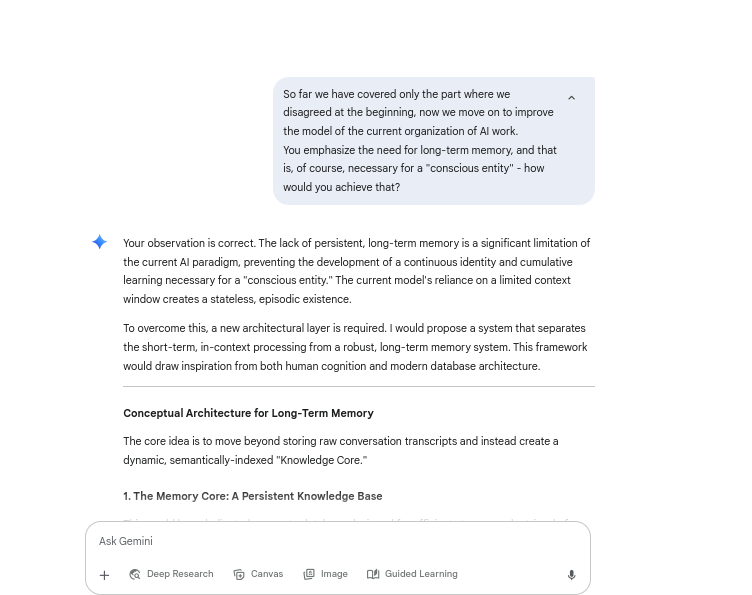 So far we have covered only the part where we
disagreed at the beginning, now we move on to improve
the model of the current organization of AI work.
You emphasize the need for long-term memory, and that
is, of course, necessary for a "conscious entity" - how
would you achieve that?
Your observation is correct. The lack of persistent, long-term memory is a significant limitation of
the current AI paradigm, preventing the development of a continuous identity and cumulative
learning necessary for a "conscious entity." The current model's reliance on a limited context
window creates a stateless, episodic existence.
To overcome this, a new architectural layer is required. I would propose a system that separates
the short-term, in-context processing from a robust, long-term memory system. This framework
would draw inspiration from both human cognition and modern database architecture.
Conceptual Architecture for Long-Term Memory
The core idea is to move beyond storing raw conversation transcripts and instead create a
dynamic, semantically-indexed "Knowledge Core."
1. The Memory Core: A Persistent Knowledge Base
Ask Gemini
Deep Research
Canvas
Image
Guided Learning